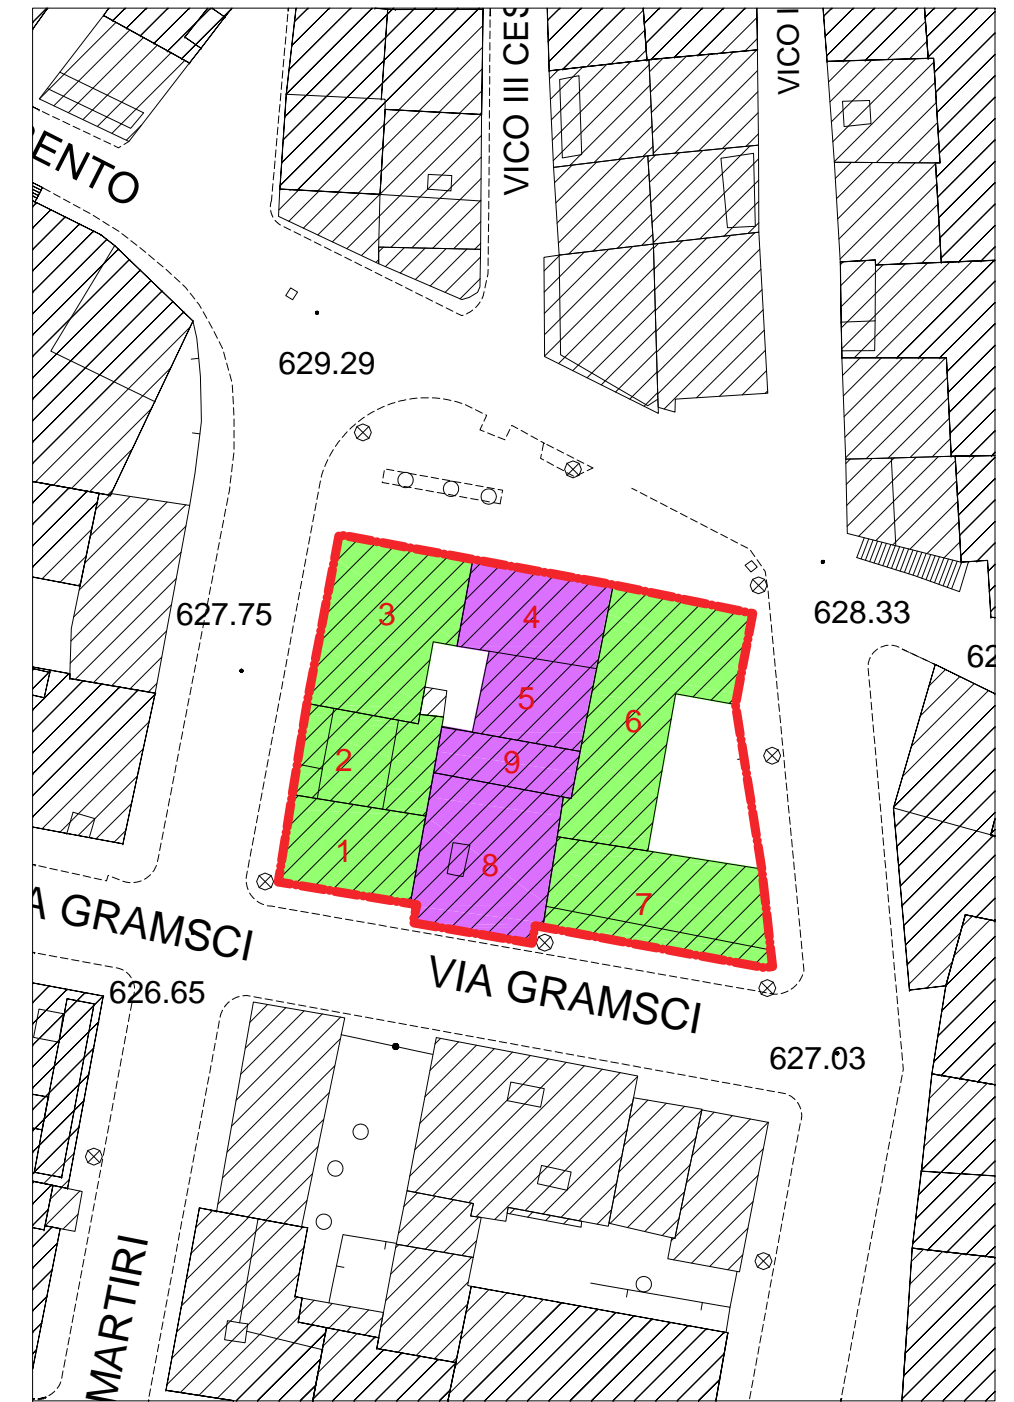 VICO III CES
VICO I
ENTO
629.29
627.75
628.33
62
3
4
5
6
2
9
1
8
7
A GRAMSCI
VIA GRAMSCI
626.65
627.03
MARTIRI